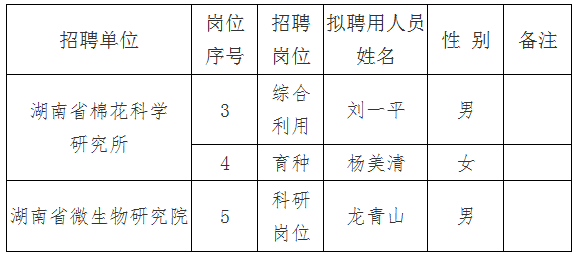 招聘单位
岗位
序号
招聘
岗位
拟聘用人员
姓名
性 别
备注
湖南省棉花科学
研究所
3
综合
利用
刘一平
男
4
育种
杨美清
女
湖南省微生物研究院
5
科研
岗位
龙青山
男